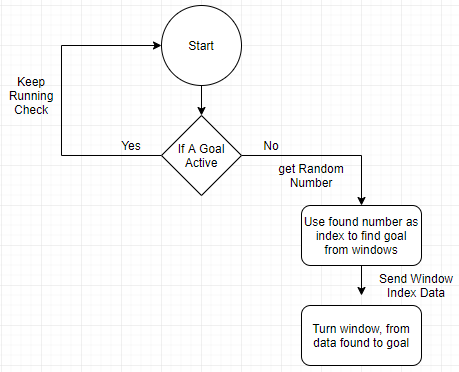 Start
Keep
Running
Check
Yes
If A Goal
Active
No
get Random
Number
Use found number as
index to find goal
from windows
Send Window
Index Data
Turn window, from
data found to goal